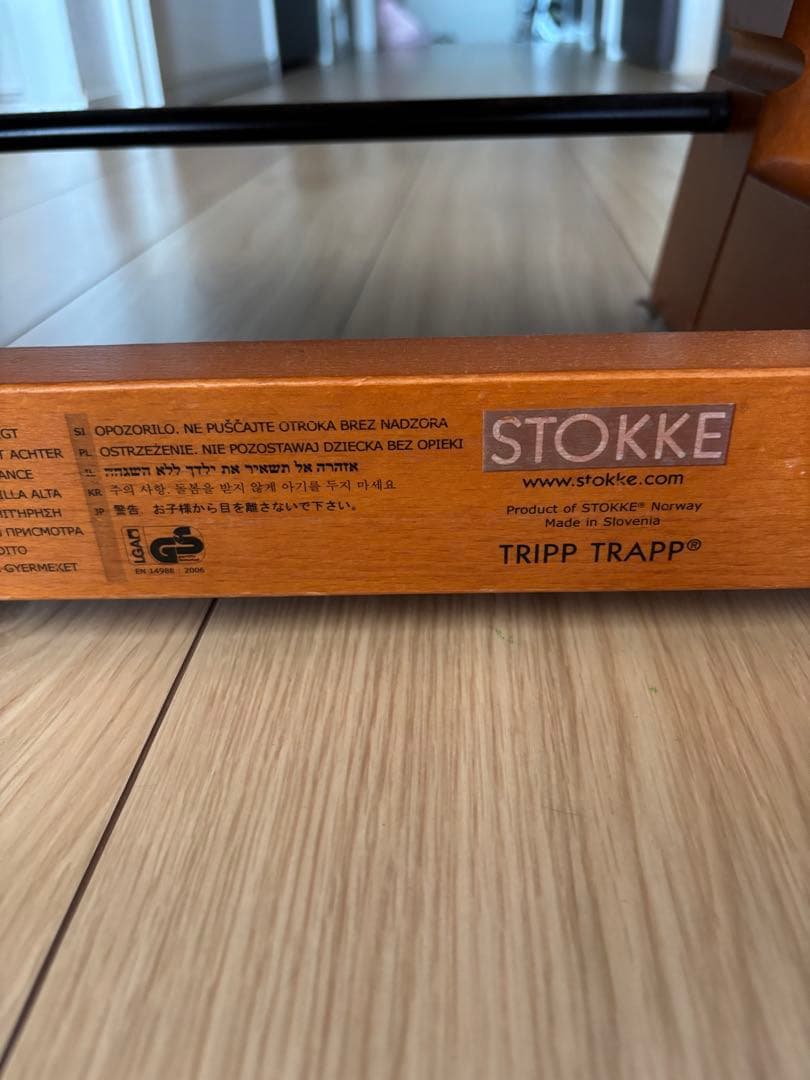 ACHTER
ALTA
ПРИСМОТРА
GYERMEKET
SI OPOZORILO. NE PUŠČAJTE OTROKA BREZ NADZORA
PL OSTRZEŻENIE. NIE POZOSTAWAJ DZIECKA BEZ OPIEKI
IL אזהרה אל תשאיר את ילדך ללא השגחה
KR 주의 사항. 돌봄을 받지 않게 아기를 두지 마세요
JP 警告 お子様から目を離さないで下さい。
LGA GS
EN 14988 : 2006
STOKKE
www.stokke.com
Product of STOKKE® Norway
Made in Slovenia
TRIPP TRAPP®